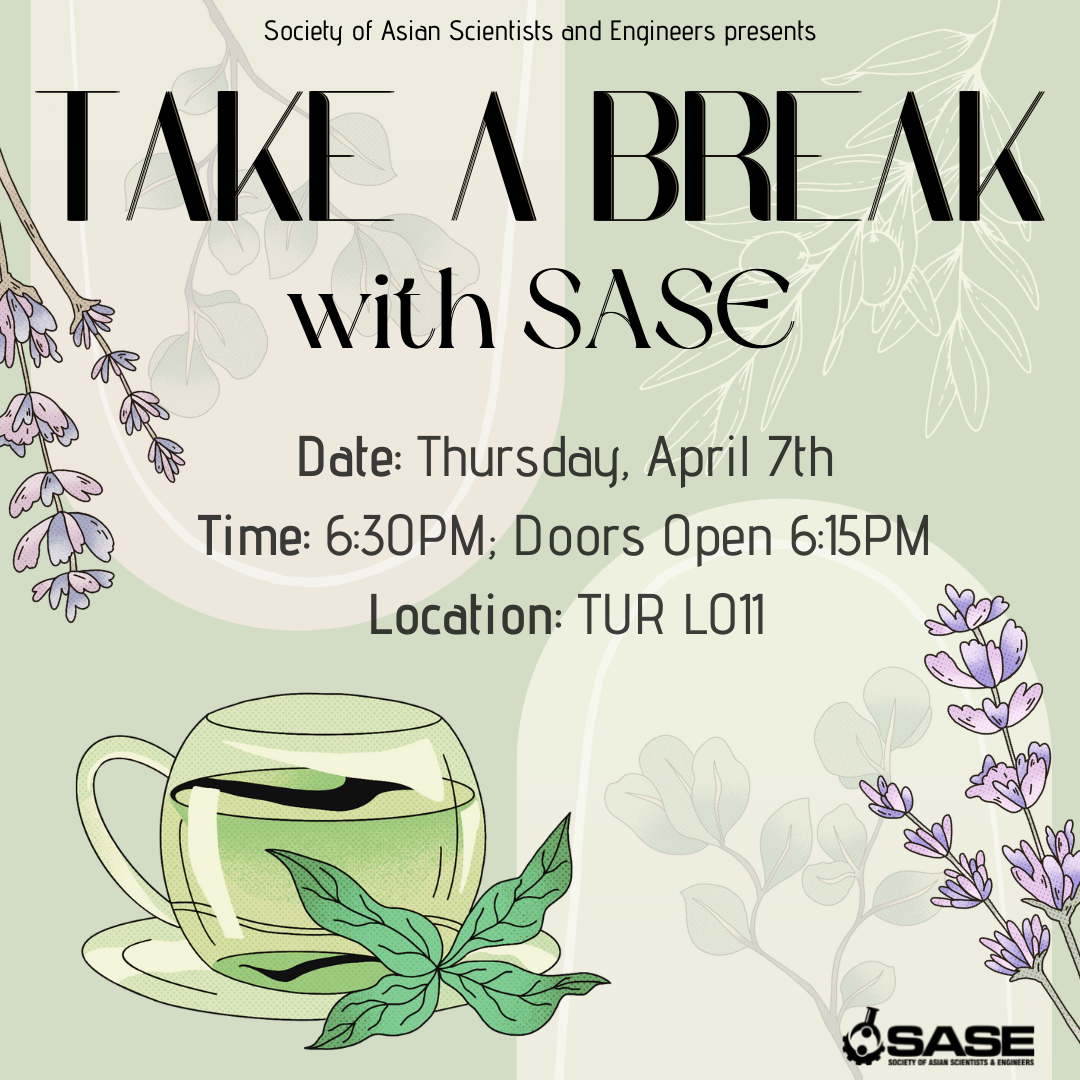 Society of Asian Scientists and Engineers presents
TAKE A BREAK
with SASE
Date: Thursday, April 7th
Time: 6:30PM; Doors Open 6:15PM
Location: TUR L011
SASE
SOCIETY OF ASIAN SCIENTISTS & ENGINEERS